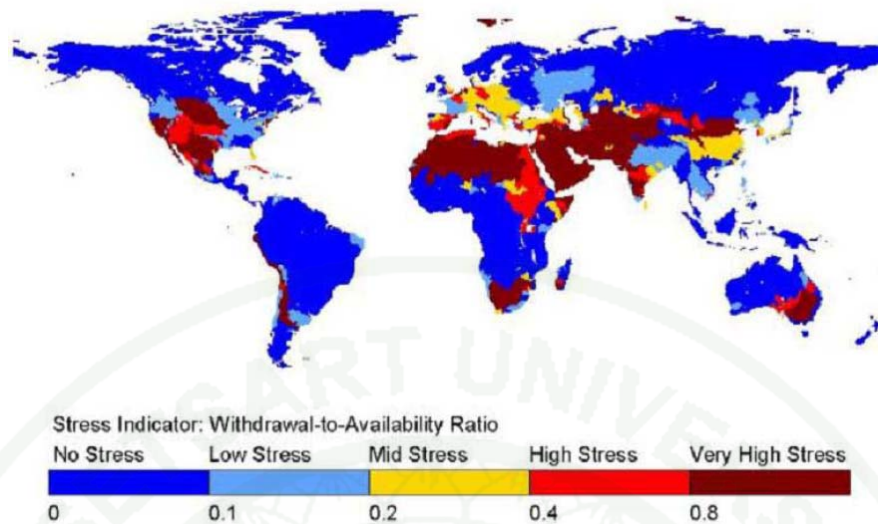 Stress Indicator: Withdrawal-to-Availability Ratio
No Stress Low Stress Mid Stress High Stress Very High Stress
0 0.1 0.2 0.4 0.8